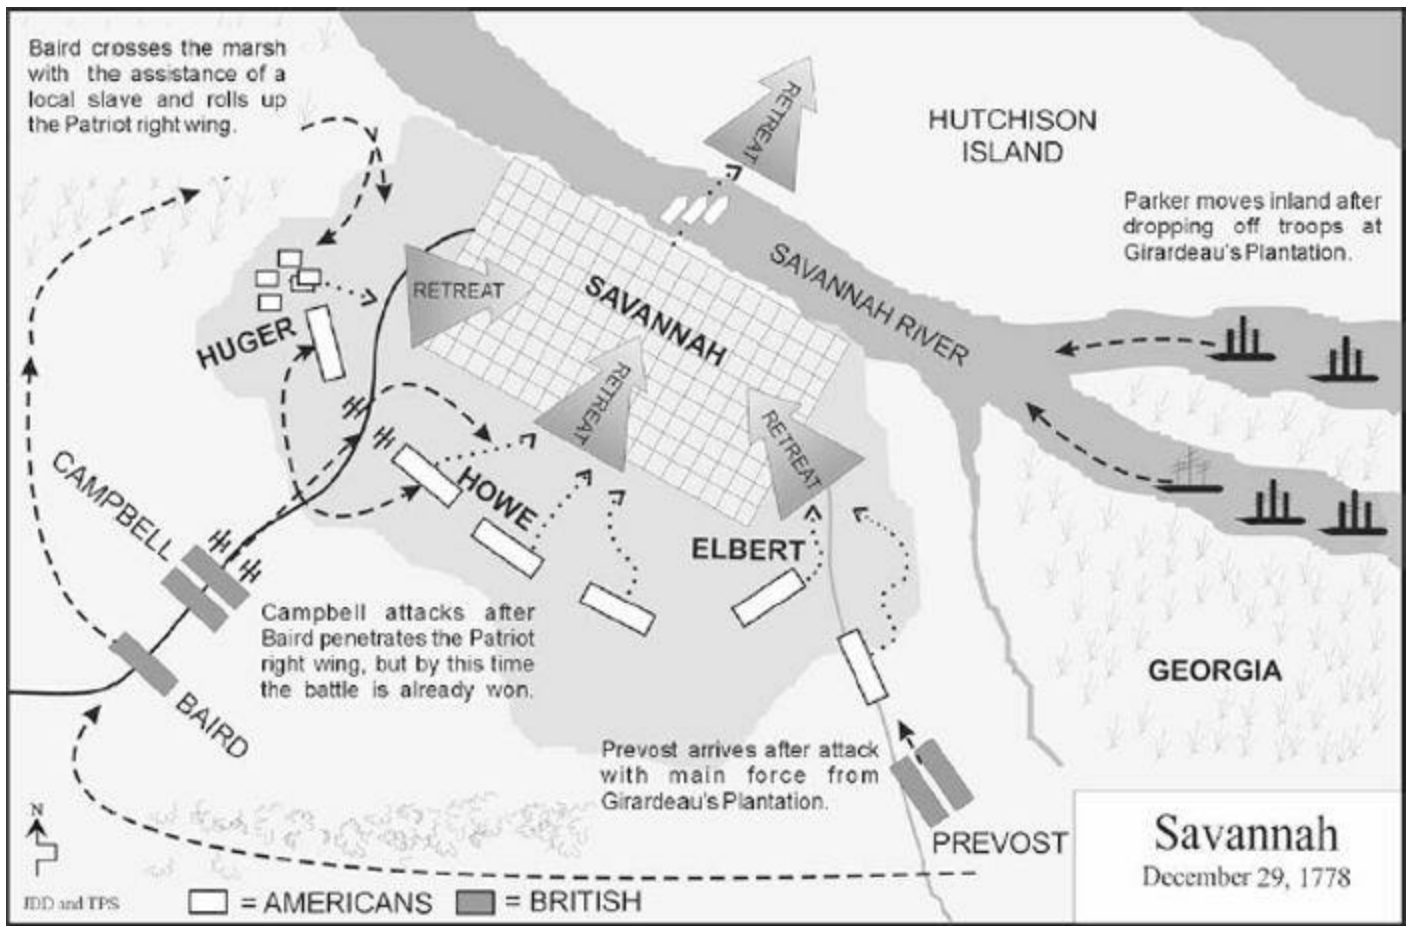 Baird crosses the marsh
with the assistance of a
local slave and rolls up
the Patriot right wing.
RETREAT
HUTCHISON
ISLAND
Parker moves inland after
dropping off troops at
Girardeau's Plantation.
SAVANNAH RIVER
SAVANNAH
RETREAT
HUGER
RETREAT
RETREAT
CAMPBELL
HOWE
ELBERT
Campbell attacks after
Baird penetrates the Patriot
right wing, but by this time
the battle is already won.
GEORGIA
BAIRD
Prevost arrives after attack
with main force from
Girardeau's Plantation.
PREVOST
N
JDD and TPS
= AMERICANS
= BRITISH
Savannah
December 29, 1778